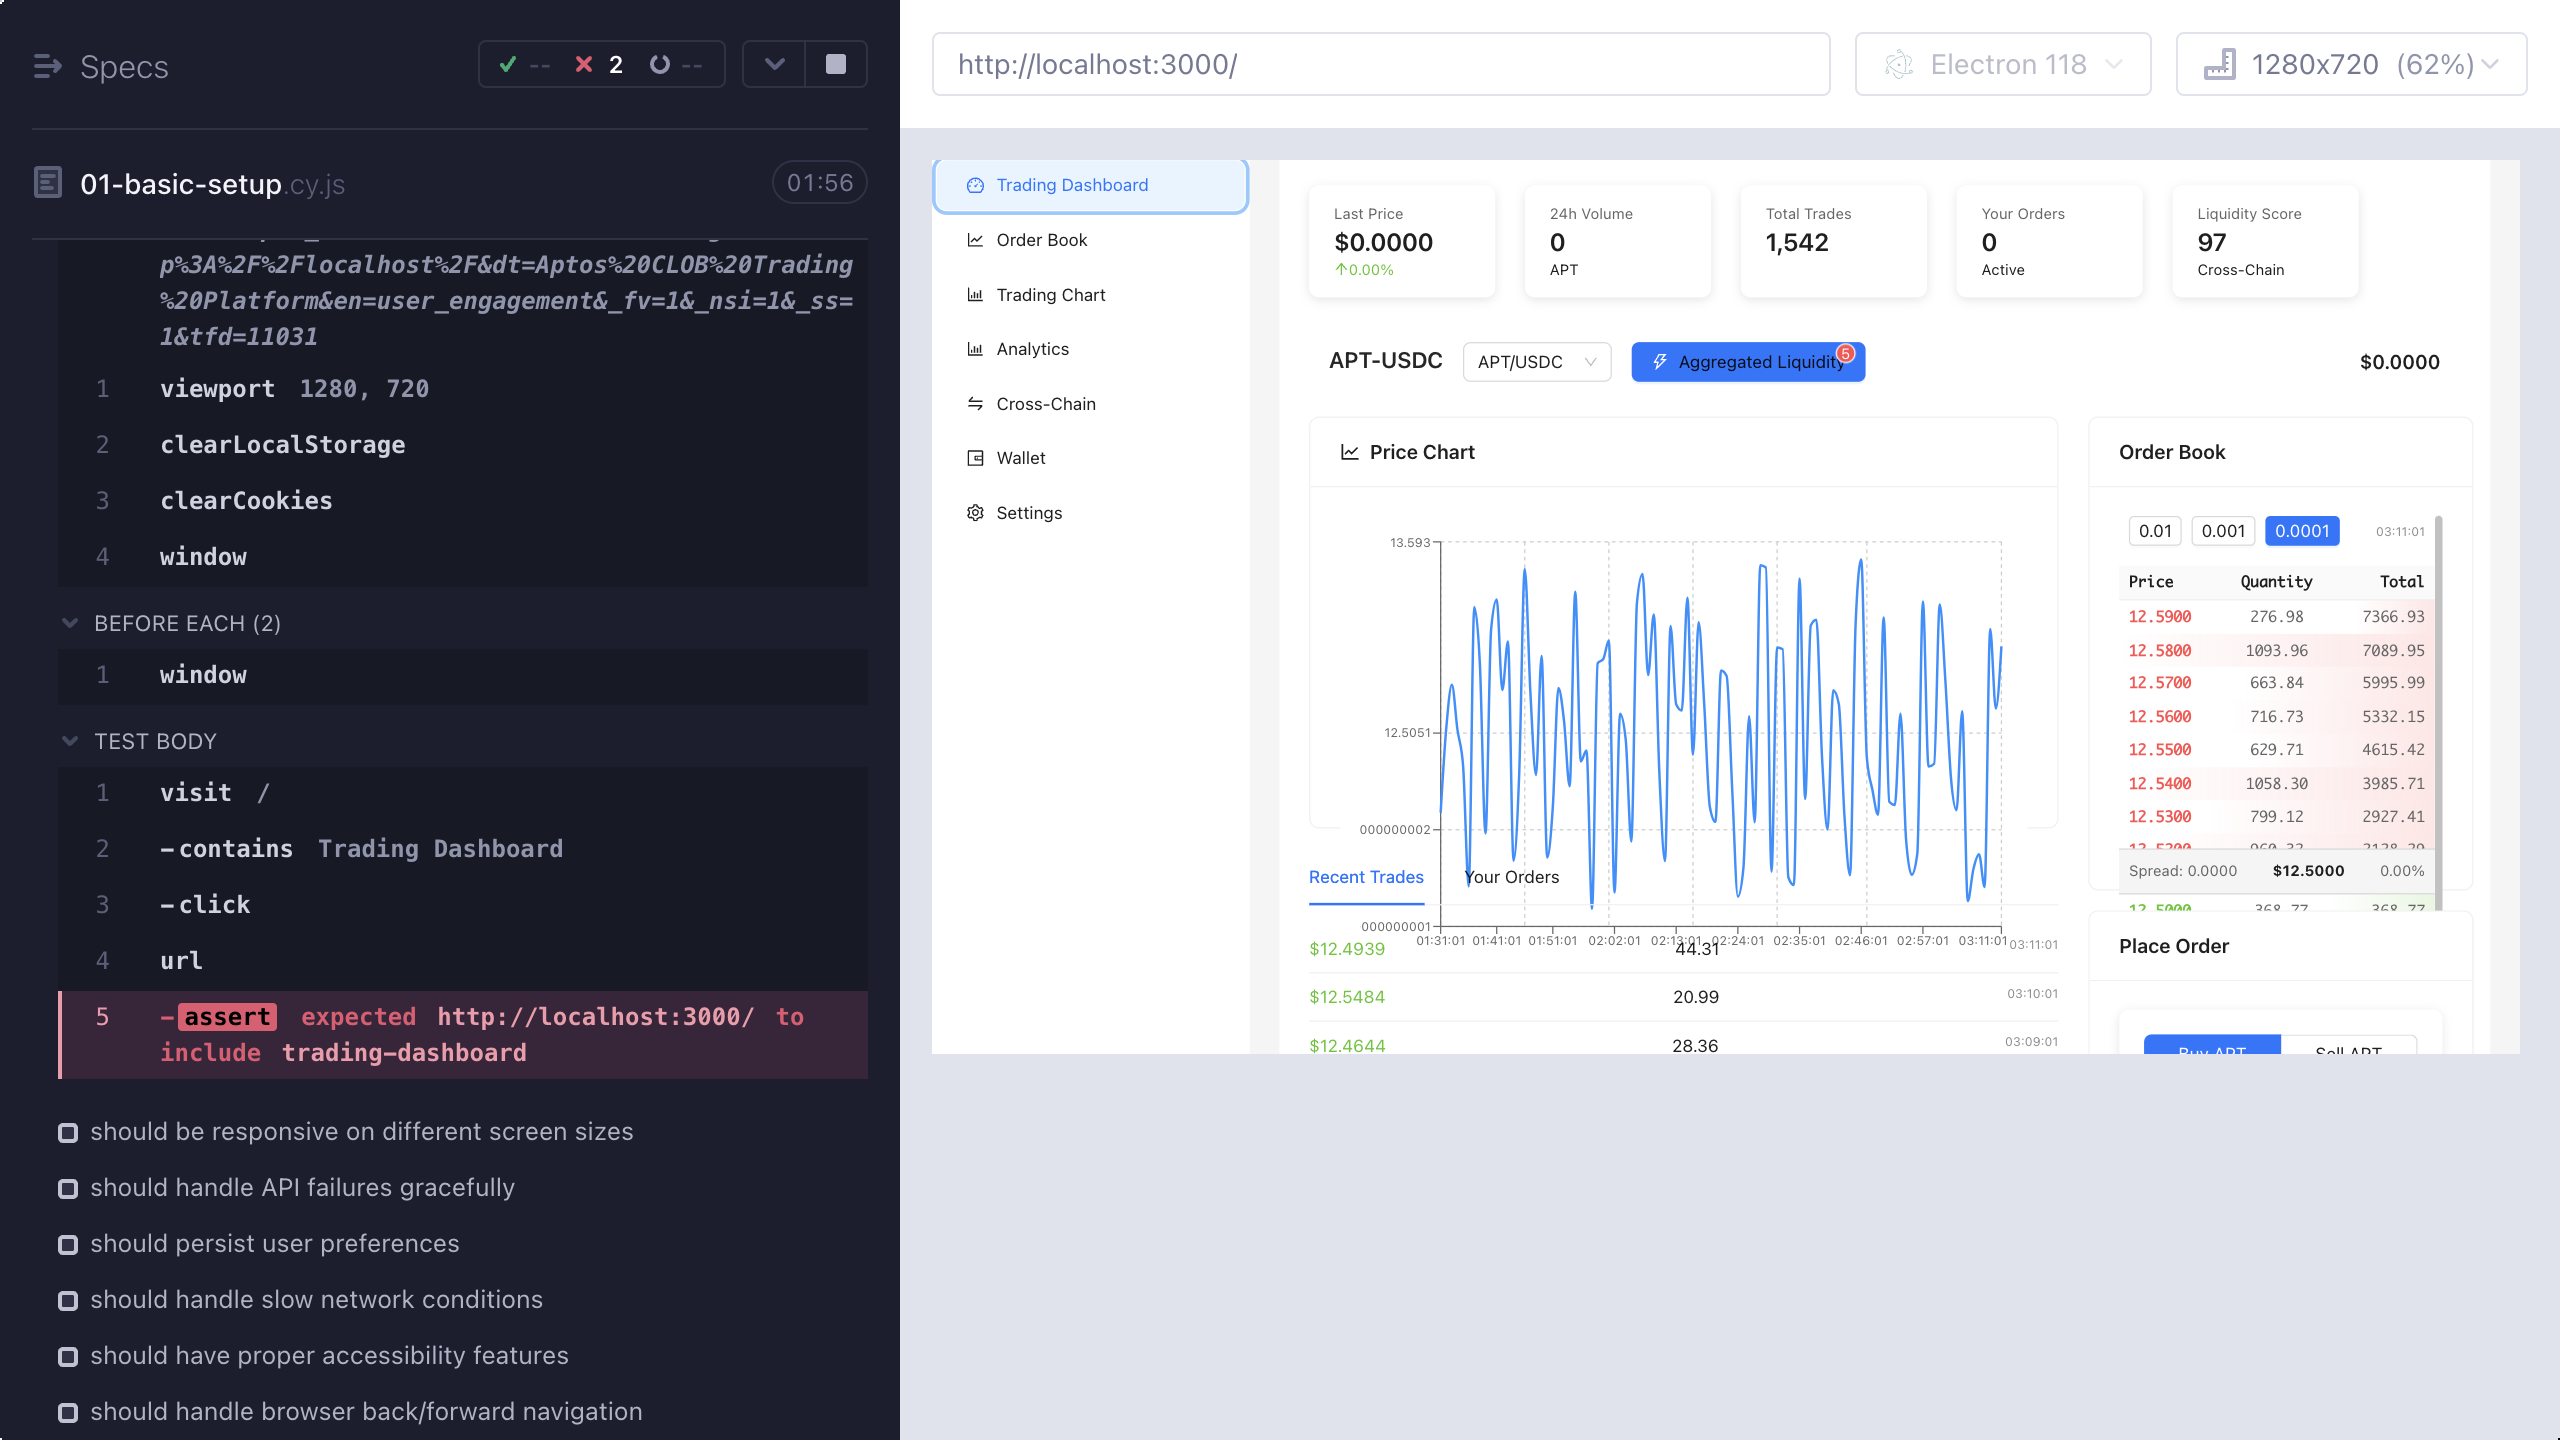 Specs
-- 2 --
01-basic-setup.cy.js 01:56
p%3A%2F%2Flocalhost%2F&dt=Aptos%20CLOB%20Trading
%20Platform&en=user_engagement&_fv=1&_nsi=1&_ss=
1&tfd=11031
1 viewport 1280, 720
2 clearLocalStorage
3 clearCookies
4 window
BEFORE EACH (2)
1 window
TEST BODY
1 visit /
2 -contains Trading Dashboard
3 -click
4 url
5 -assert expected http://localhost:3000/ to
include trading-dashboard
should be responsive on different screen sizes
should handle API failures gracefully
should persist user preferences
should handle slow network conditions
should have proper accessibility features
should handle browser back/forward navigation
http://localhost:3000/
Electron 118
1280x720 (62%)
Trading Dashboard
Order Book
Trading Chart
Analytics
Cross-Chain
Wallet
Settings
Last Price
$0.0000
0.00%
24h Volume
0
APT
Total Trades
1,542
Your Orders
0
Active
Liquidity Score
97
Cross-Chain
APT-USDC APT/USDC Aggregated Liquidity 5 $0.0000
Price Chart
13.593
12.5051
000000002
000000001
01:31:01 01:41:01 01:51:01 02:02:01 02:13:01 02:24:01 02:35:01 02:46:01 02:57:01 03:11:01
Recent Trades Your Orders
$12.4939 44.31 03:11:01
$12.5484 20.99 03:10:01
$12.4644 28.36 03:09:01
Order Book
0.01 0.001 0.0001 03:11:01
Price Quantity Total
12.5900 276.98 7366.93
12.5800 1093.96 7089.95
12.5700 663.84 5995.99
12.5600 716.73 5332.15
12.5500 629.71 4615.42
12.5400 1058.30 3985.71
12.5300 799.12 2927.41
Spread: 0.0000 $12.5000 0.00%
12.5000 368.77 368.77
Place Order
Buy APT Sell APT